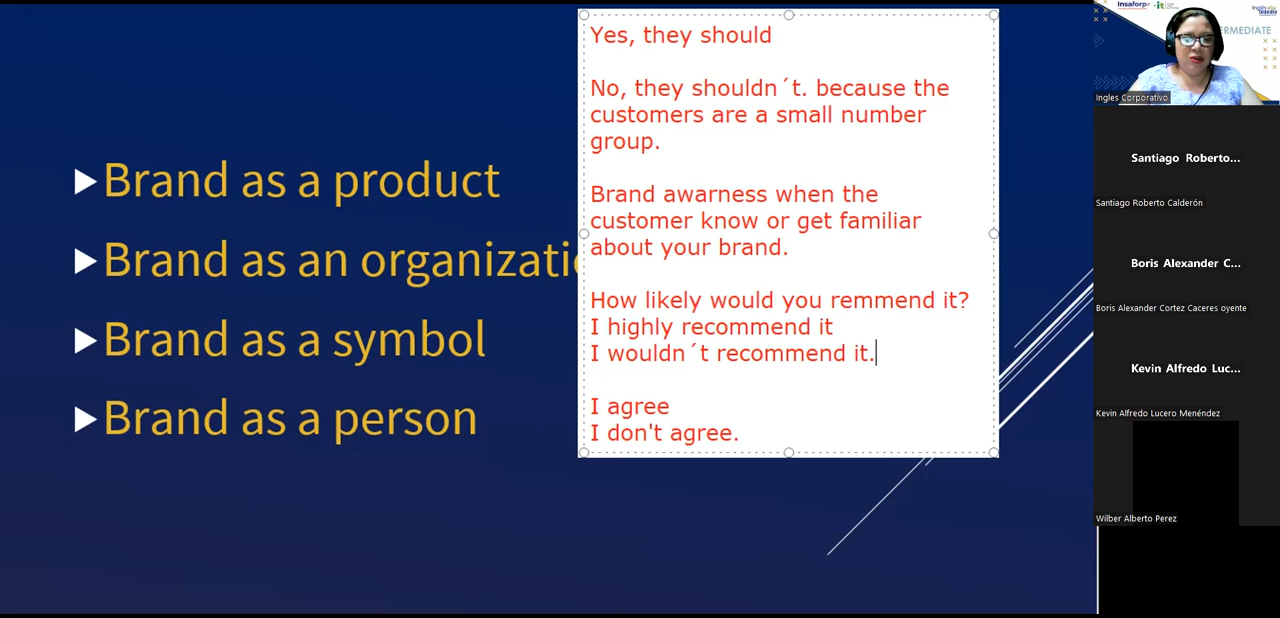 Brand as a product
Brand as an organizatio
Brand as a symbol
Brand as a person
Yes, they should
No, they shouldn´t. because the
customers are a small number
group.
Brand awarness when the
customer know or get familiar
about your brand.
How likely would you remmend it?
I highly recommend it
I wouldn´t recommend it.
I agree
I don't agree.
Insaforp
ERMEDIATE
Ingles Corporativo
Santiago Roberto...
Santiago Roberto Calderón
Boris Alexander C...
Boris Alexander Cortez Caceres oyente
Kevin Alfredo Luc...
Kevin Alfredo Lucero Menéndez
Wilber Alberto Perez